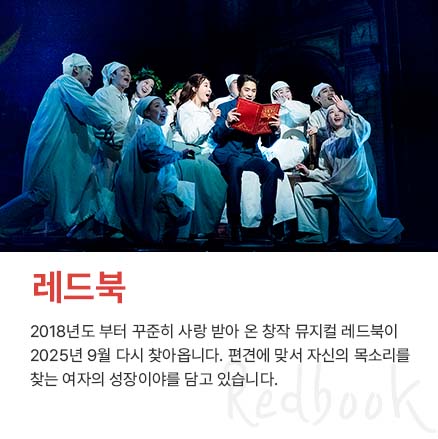 레드북
2018년도 부터 꾸준히 사랑 받아 온 창작 뮤지컬 레드북이
2025년 9월 다시 찾아옵니다. 편견에 맞서 자신의 목소리를
찾는 여자의 성장이야를 담고 있습니다.
Redbook